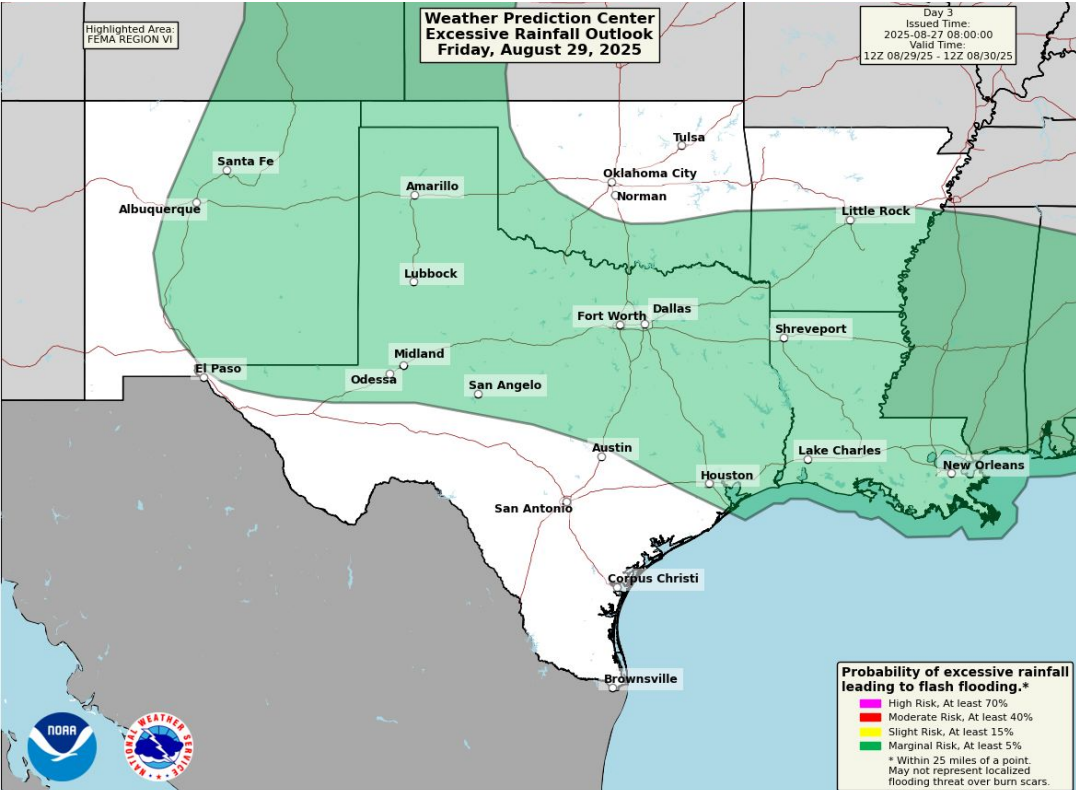 Highlighted Area:
FEMA REGION VI
Weather Prediction Center
Excessive Rainfall Outlook
Friday, August 29, 2025
Day 3
Issued Time:
2025-08-27 08:00:00
Valid Time:
12Z 08/29/25 - 12Z 08/30/25
Tulsa
Santa Fe
Oklahoma City
Amarillo
Norman
Albuquerque
Little Rock
Lubbock
Fort Worth
Dallas
Shreveport
Midland
El Paso
Odessa
San Angelo
Austin
Lake Charles
New Orleans
Houston
San Antonio
Corpus Christi
Brownsville
Probability of excessive rainfall
leading to flash flooding.*
High Risk, At least 70%
Moderate Risk, At least 40%
Slight Risk, At least 15%
Marginal Risk, At least 5%
* Within 25 miles of a point.
May not represent localized
flooding threat over burn scars.
NOAA
NATIONAL WEATHER SERVICE